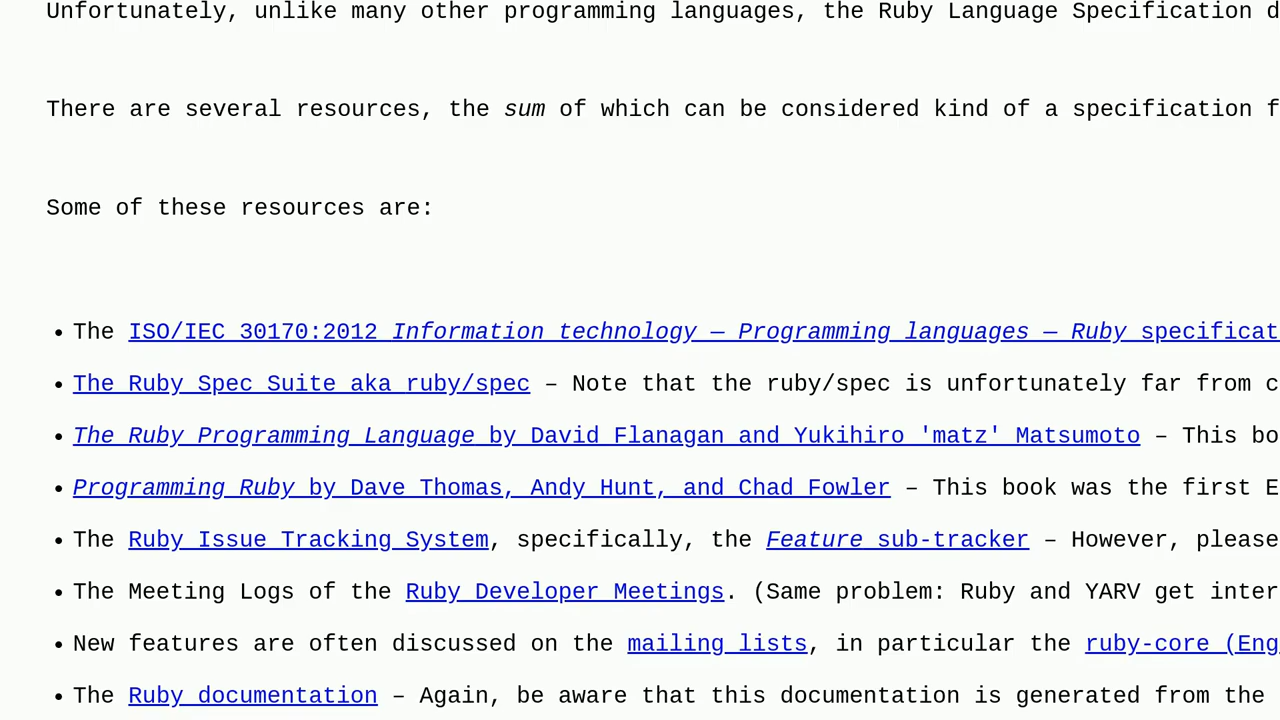 Unfortunately, unlike many other programming languages, the Ruby Language Specification
There are several resources, the sum of which can be considered kind of a specification
Some of these resources are:
• The ISO/IEC 30170:2012 Information technology — Programming languages — Ruby
• The Ruby Spec Suite aka ruby/spec – Note that the ruby/spec is unfortunately far from
• The Ruby Programming Language by David Flanagan and Yukihiro 'matz' Matsumoto – This
• Programming Ruby by Dave Thomas, Andy Hunt, and Chad Fowler – This book was the first
• The Ruby Issue Tracking System, specifically, the Feature sub-tracker – However, please
• The Meeting Logs of the Ruby Developer Meetings. (Same problem: Ruby and YARV get
• New features are often discussed on the mailing lists, in particular the ruby-core
• The Ruby documentation – Again, be aware that this documentation is generated from the